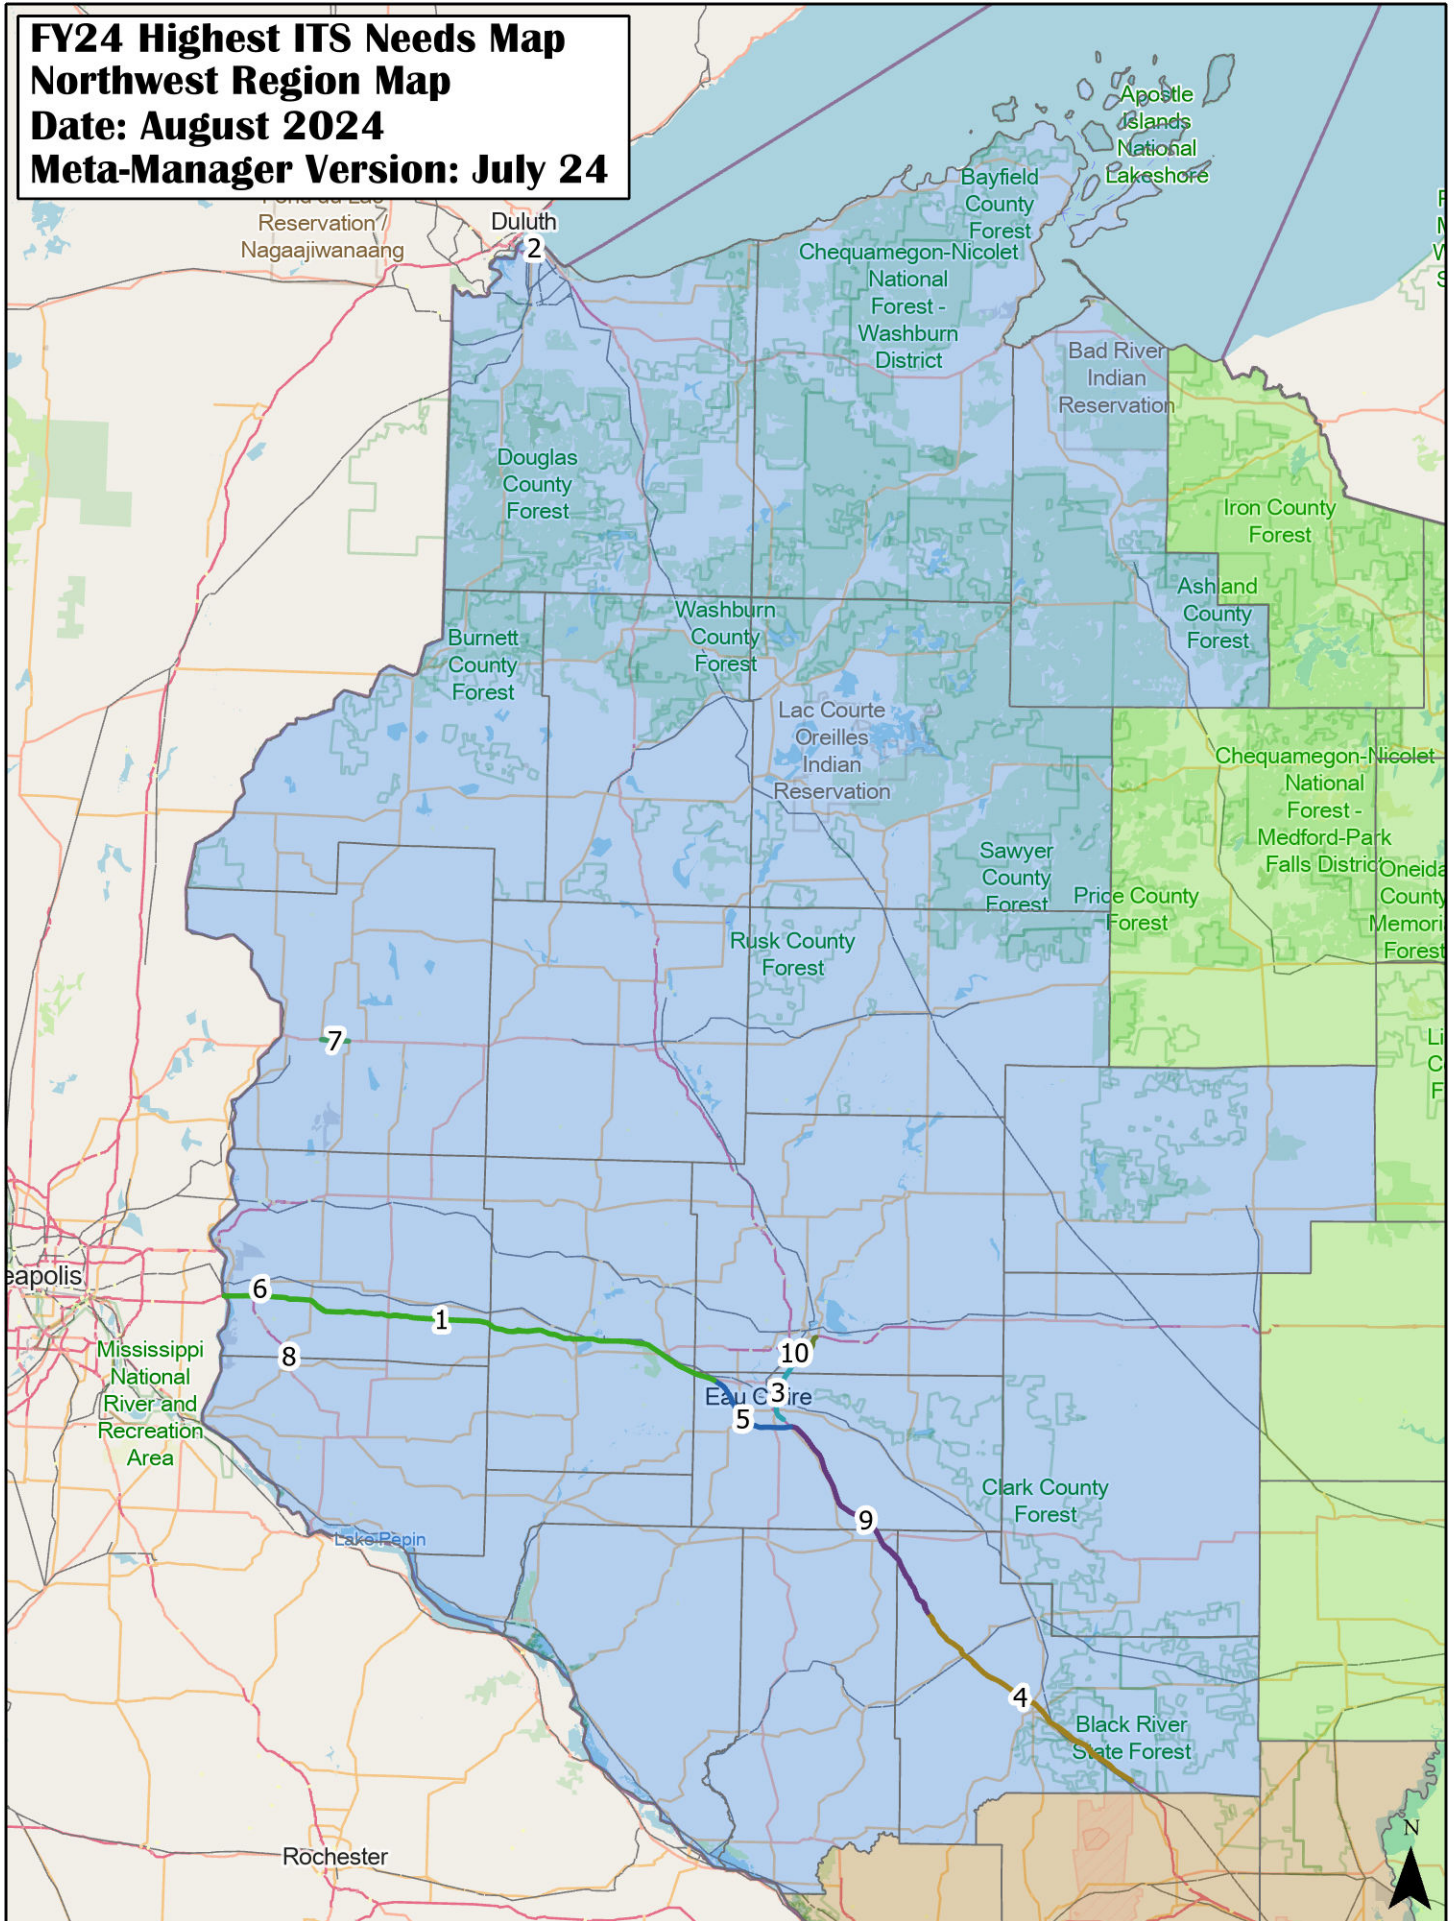 FY24 Highest ITS Needs Map
Northwest Region Map
Date: August 2024
Meta-Manager Version: July 24
Apostle
Islands
National
Lakeshore
Bayfield
County
Forest
Reservation /
Nagaajiwanaang
Duluth
2
Chequamegon-Nicolet
National
Forest -
Washburn
District
Bad River
Indian
Reservation
Douglas
County
Forest
Iron County
Forest
Ashland
County
Forest
Washburn
County
Forest
Burnett
County
Forest
Lac Courte
Oreilles
Indian
Reservation
Chequamegon-Nicolet
National
Forest -
Medford-Park
Falls District
Sawyer
County
Forest
Price County
Forest
Oneida
County
Memori
Forest
Rusk County
Forest
7
eapolis
6
1
Mississippi
National
River and
Recreation
Area
8
10
3
Eau Claire
5
Clark County
Forest
9
Lake Pepin
4
Black River
State Forest
Rochester
N